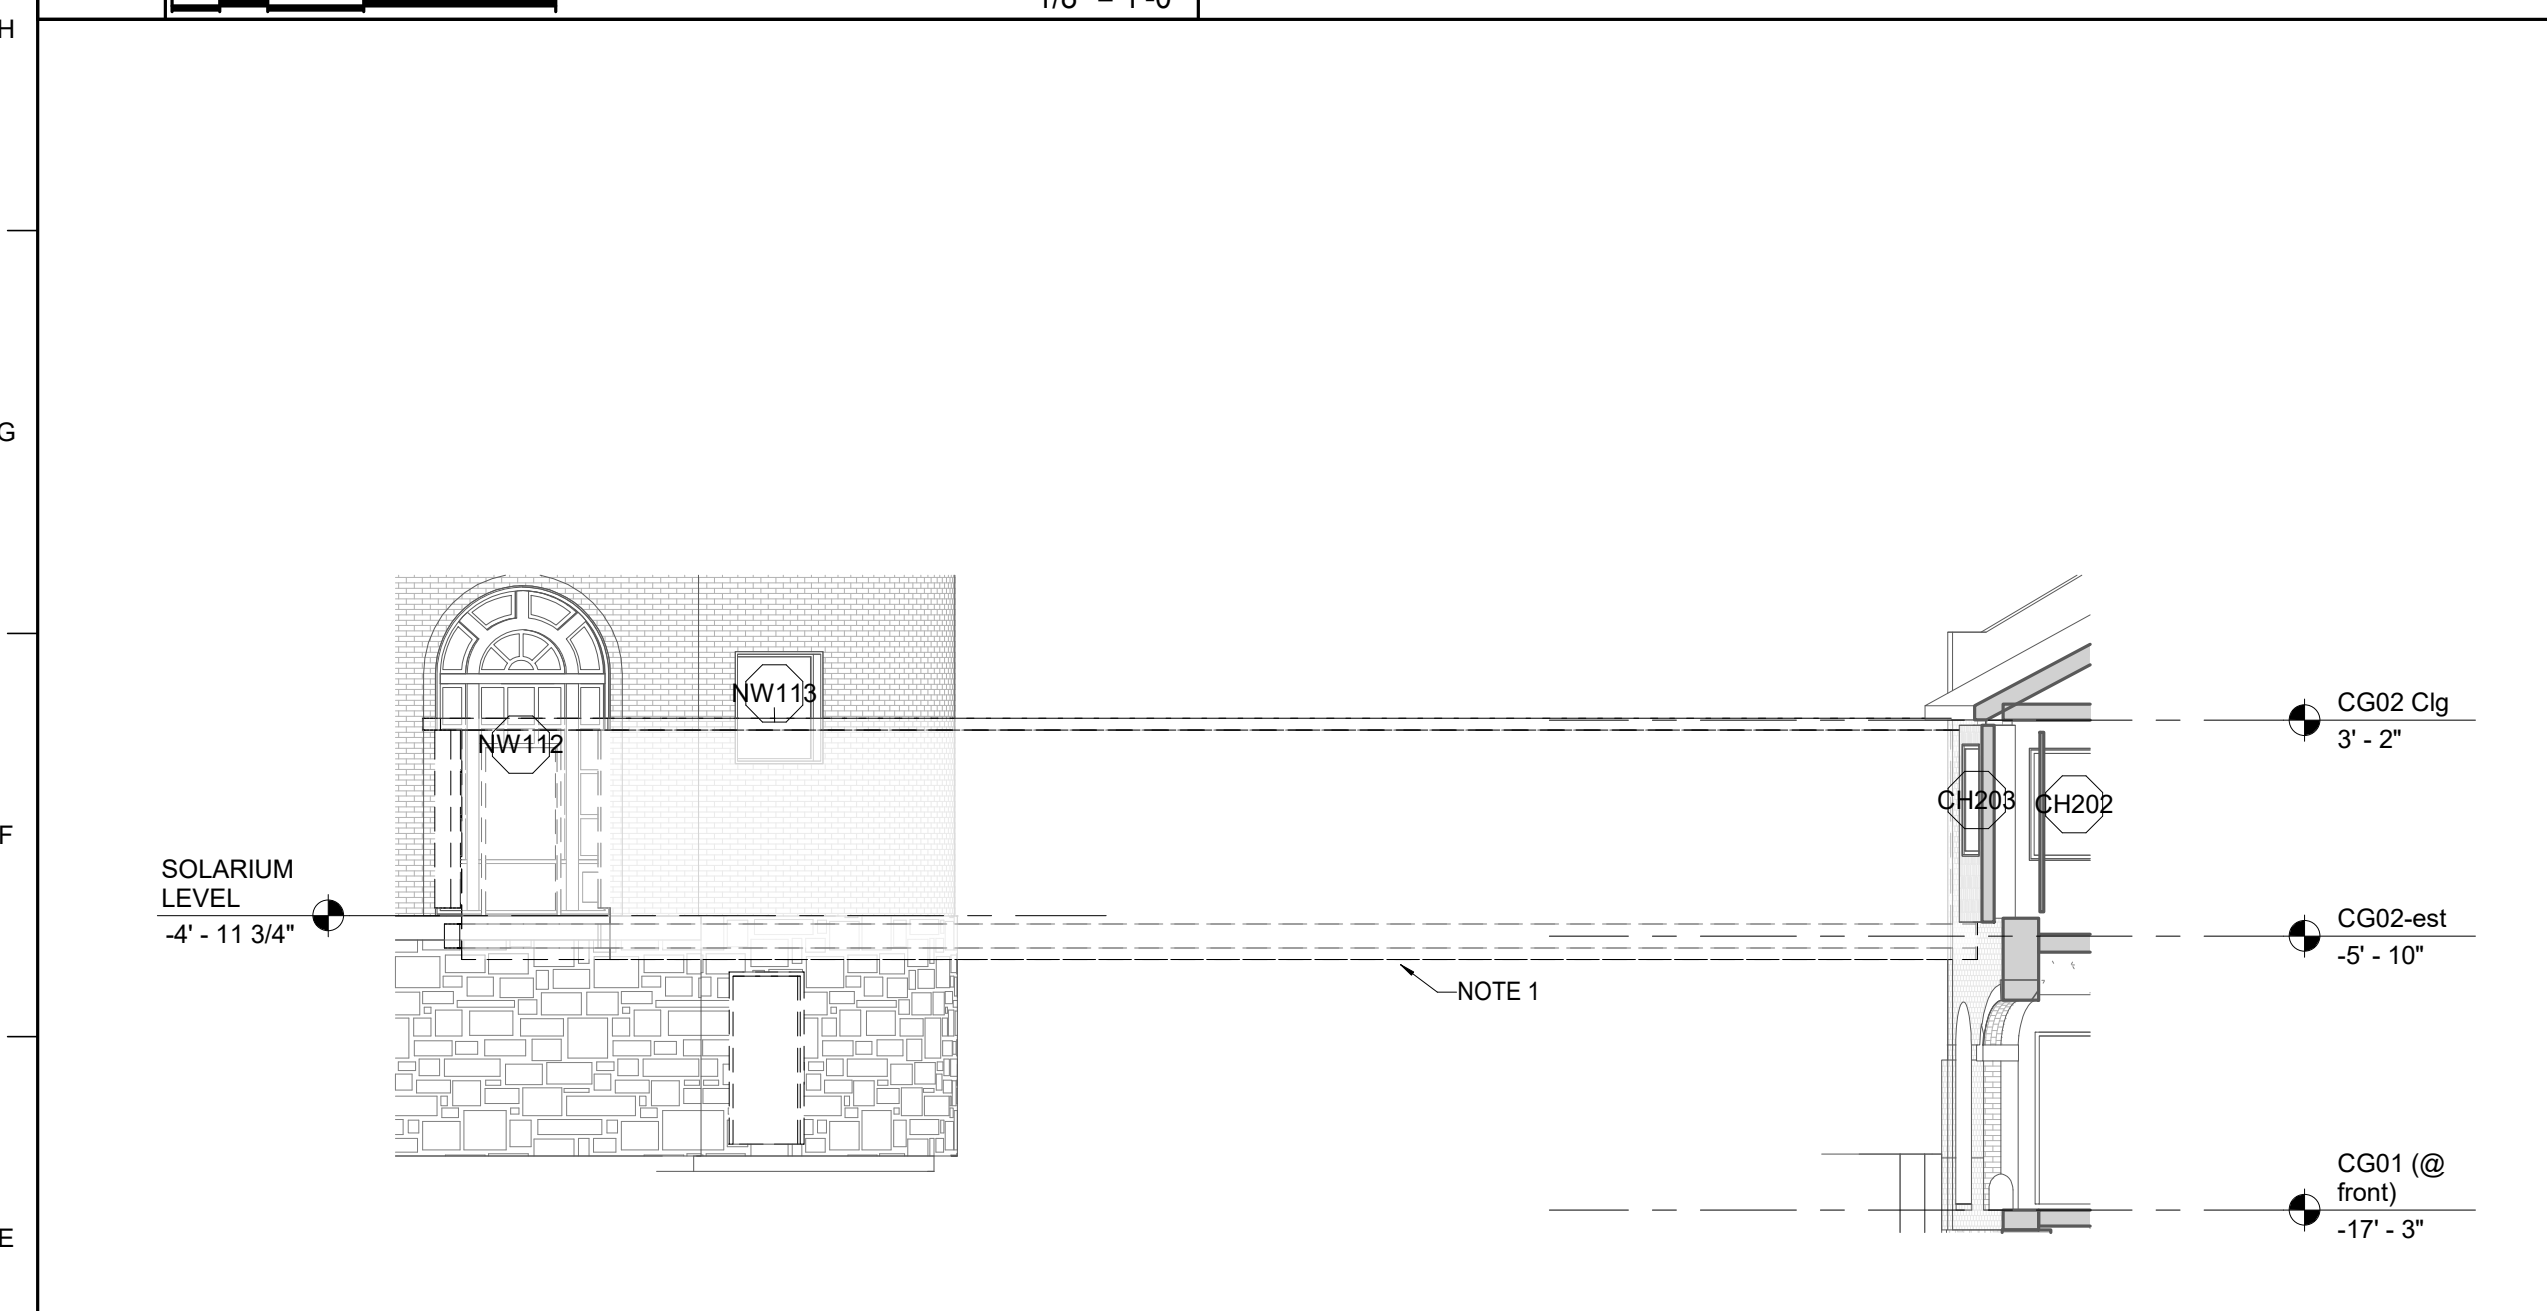 H
G
NW113
CG02 Clg
3' - 2"
NW112
CH203
CH202
F
SOLARIUM
LEVEL
-4' - 11 3/4"
CG02-est
-5' - 10"
NOTE 1
CG01 (@
front)
-17' - 3"
E